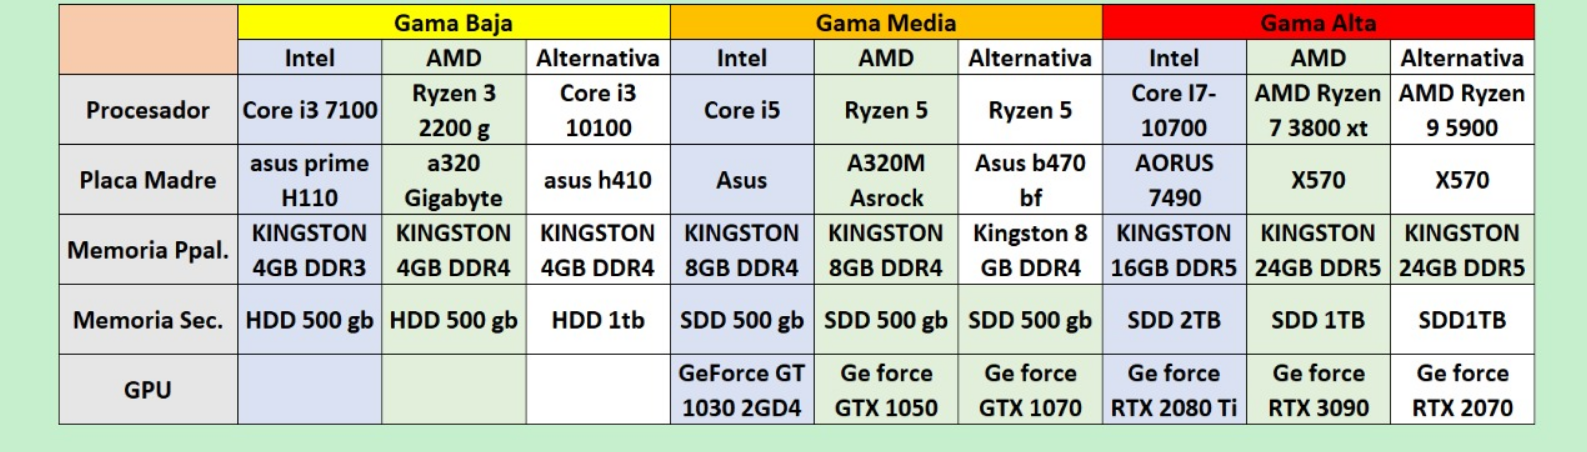 Gama Baja Gama Media Gama Alta
Intel AMD Alternativa Intel AMD Alternativa Intel AMD Alternativa
Procesador Core i3 7100 Ryzen 3 2200 g Core i3 10100 Core i5 Ryzen 5 Ryzen 5 Core I7-10700 AMD Ryzen 7 3800 xt AMD Ryzen 9 5900
Placa Madre asus prime H110 a320 Gigabyte asus h410 Asus A320M Asrock Asus b470 bf AORUS 7490 X570 X570
Memoria Ppal. KINGSTON 4GB DDR3 KINGSTON 4GB DDR4 KINGSTON 4GB DDR4 KINGSTON 8GB DDR4 KINGSTON 8GB DDR4 Kingston 8 GB DDR4 KINGSTON 16GB DDR5 KINGSTON 24GB DDR5 KINGSTON 24GB DDR5
Memoria Sec. HDD 500 gb HDD 500 gb HDD 1tb SDD 500 gb SDD 500 gb SDD 500 gb SDD 2TB SDD 1TB SDD1TB
GPU GeForce GT 1030 2GD4 Ge force GTX 1050 Ge force GTX 1070 Ge force RTX 2080 Ti Ge force RTX 3090 Ge force RTX 2070